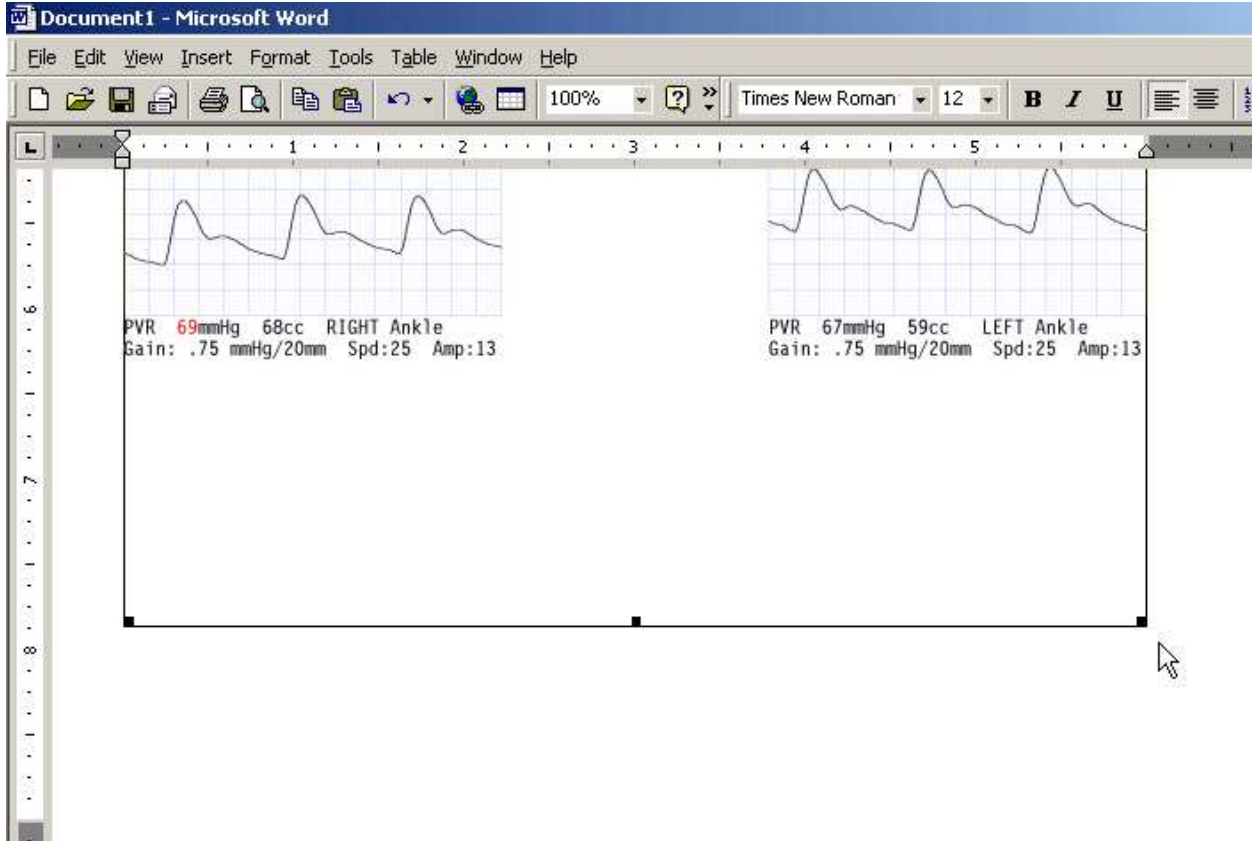 Document1 - Microsoft Word
File Edit View Insert Format Tools Table Window Help
100% Times New Roman 12 B I U
1 2 3 4 5
6
PVR 69mmHg 68cc RIGHT Ankle
Gain: .75 mmHg/20mm Spd:25 Amp:13
PVR 67mmHg 59cc LEFT Ankle
Gain: .75 mmHg/20mm Spd:25 Amp:13
7
8